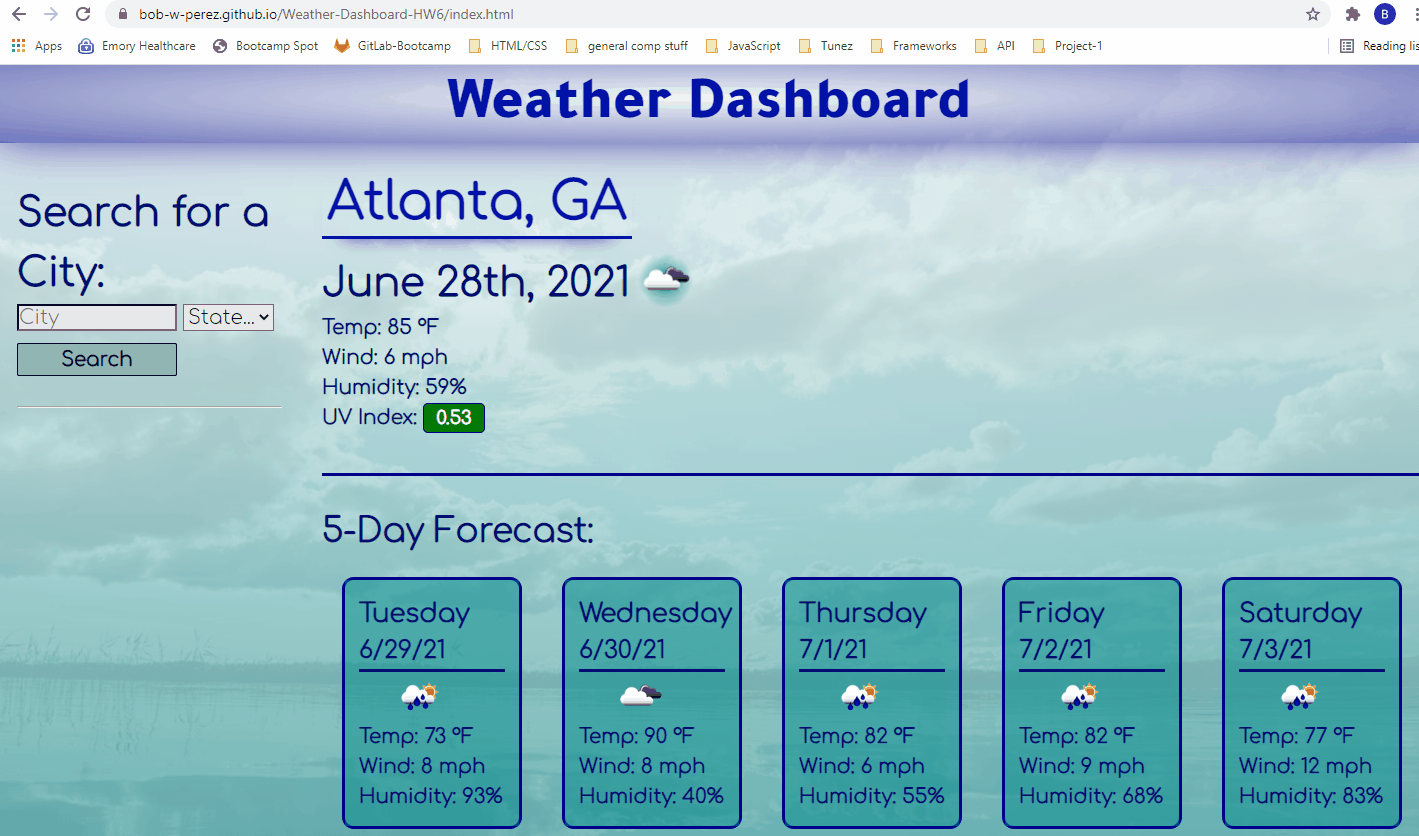 bob-w-perez.github.io/Weather-Dashboard-HW6/index.html
B
Apps Emory Healthcare Bootcamp Spot GitLab-Bootcamp HTML/CSS general comp stuff JavaScript Tunez Frameworks API Project-1 Reading lis
Weather Dashboard
Search for a
City:
City State...
Search
Atlanta, GA
June 28th, 2021
Temp: 85 °F
Wind: 6 mph
Humidity: 59%
UV Index: 0.53
5-Day Forecast:
Tuesday
6/29/21
Temp: 73 °F
Wind: 8 mph
Humidity: 93%
Wednesday
6/30/21
Temp: 90 °F
Wind: 8 mph
Humidity: 40%
Thursday
7/1/21
Temp: 82 °F
Wind: 6 mph
Humidity: 55%
Friday
7/2/21
Temp: 82 °F
Wind: 9 mph
Humidity: 68%
Saturday
7/3/21
Temp: 77 °F
Wind: 12 mph
Humidity: 83%